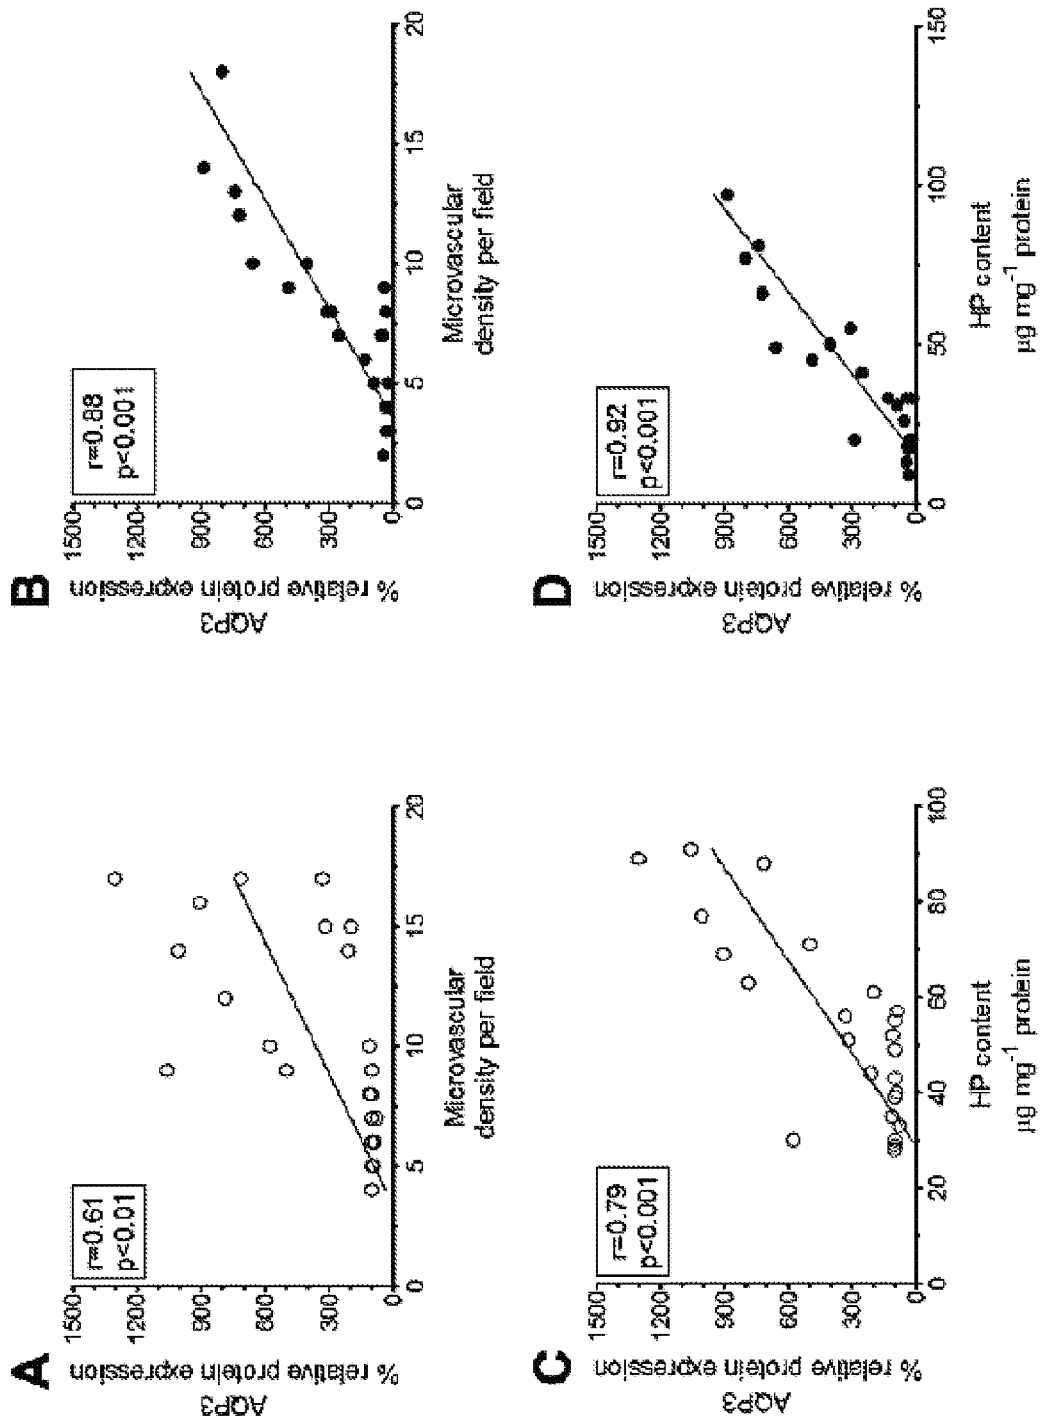 A
AQP3
% relative protein expression
1500
1200
900
600
300
0
r=0.61
p<0.01
0
5
10
15
20
Microvascular
density per field
B
AQP3
% relative protein expression
1500
1200
900
600
300
0
r=0.88
p<0.001
0
5
10
15
20
Microvascular
density per field
C
AQP3
% relative protein expression
1500
1200
900
600
300
0
r=0.79
p<0.001
0
20
40
60
80
100
HP content
µg mg⁻¹ protein
D
AQP3
% relative protein expression
1500
1200
900
600
300
0
r=0.92
p<0.001
0
50
100
150
HP content
µg mg⁻¹ protein